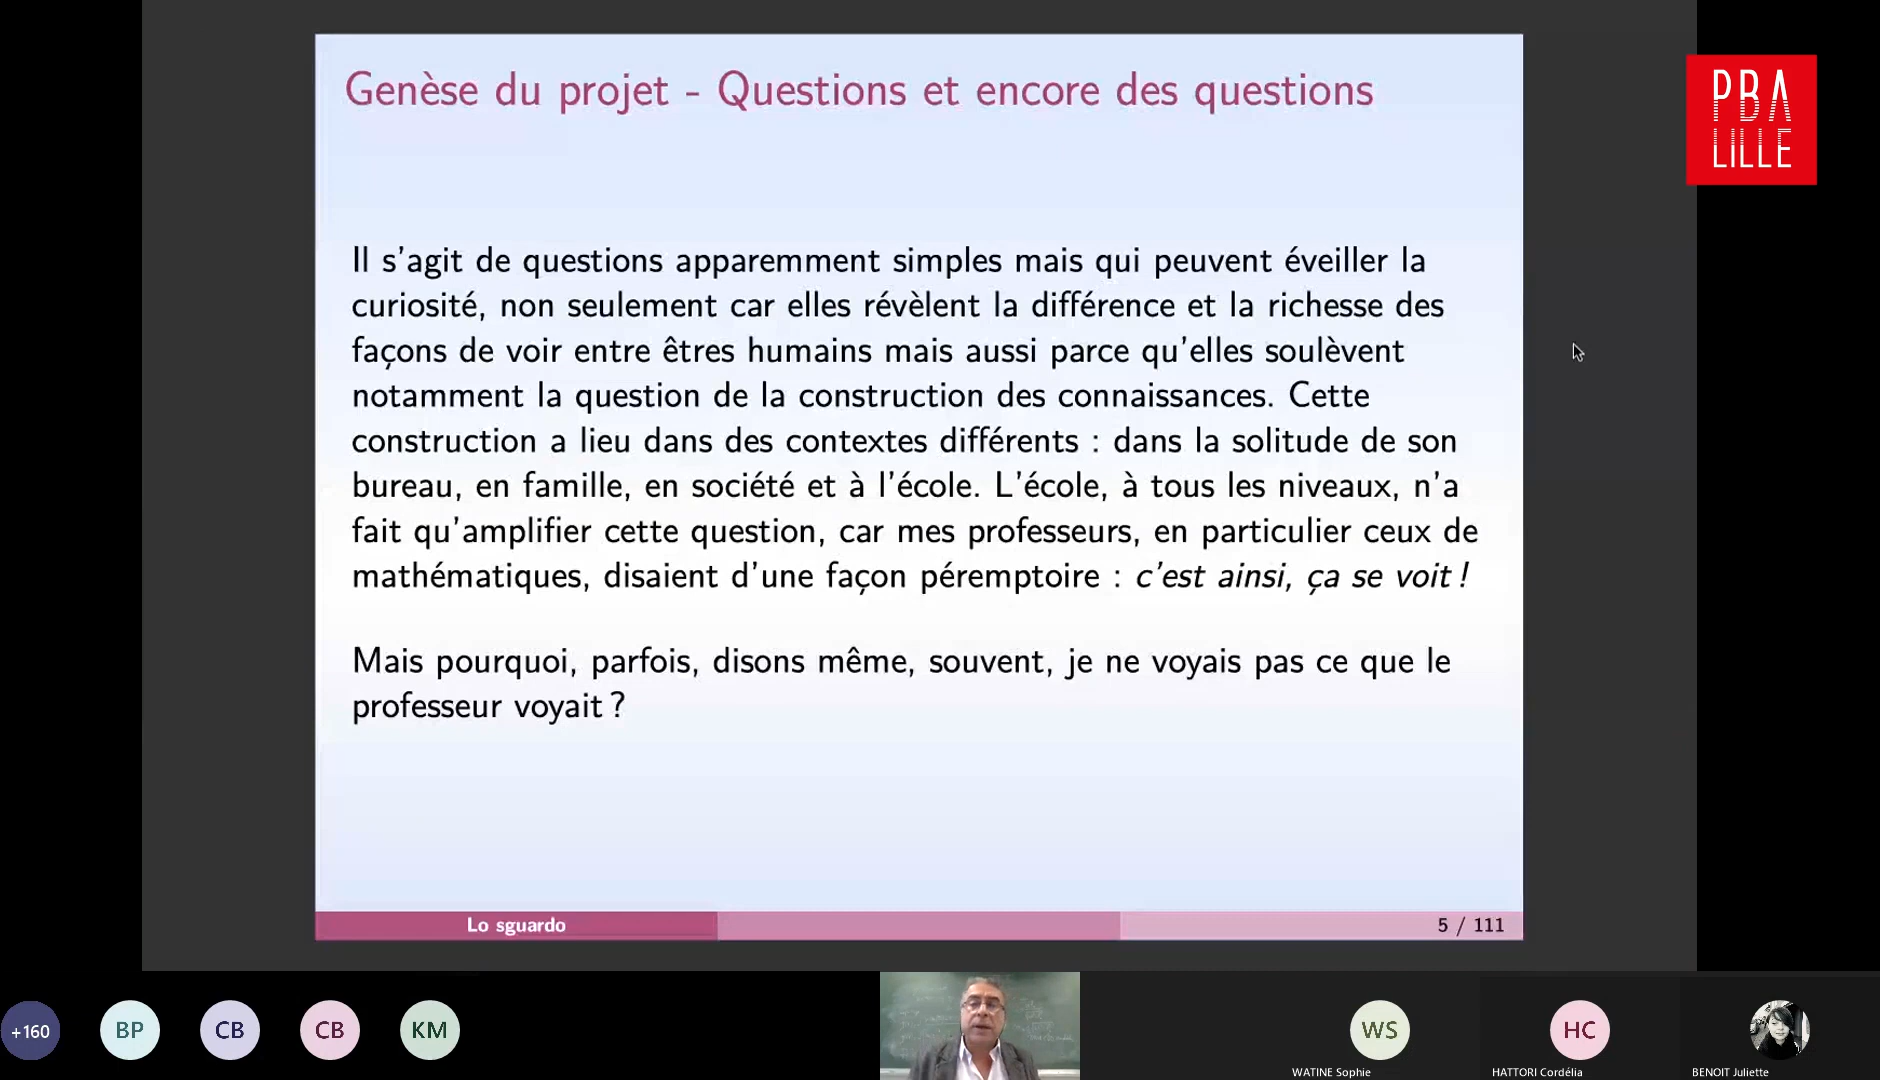 Genèse du projet - Questions et encore des questions
PBA
LILLE
Il s'agit de questions apparemment simples mais qui peuvent éveiller la
curiosité, non seulement car elles révèlent la différence et la richesse des
façons de voir entre êtres humains mais aussi parce qu'elles soulèvent
notamment la question de la construction des connaissances. Cette
construction a lieu dans des contextes différents : dans la solitude de son
bureau, en famille, en société et à l'école. L'école, à tous les niveaux, n'a
fait qu'amplifier cette question, car mes professeurs, en particulier ceux de
mathématiques, disaient d'une façon péremptoire : c'est ainsi, ça se voit !
Mais pourquoi, parfois, disons même, souvent, je ne voyais pas ce que le
professeur voyait ?
Lo sguardo
5 / 111
+160
BP
CB
CB
KM
WS
HC
WATINE Sophie
HATTORI Cordélia
BENOIT Juliette